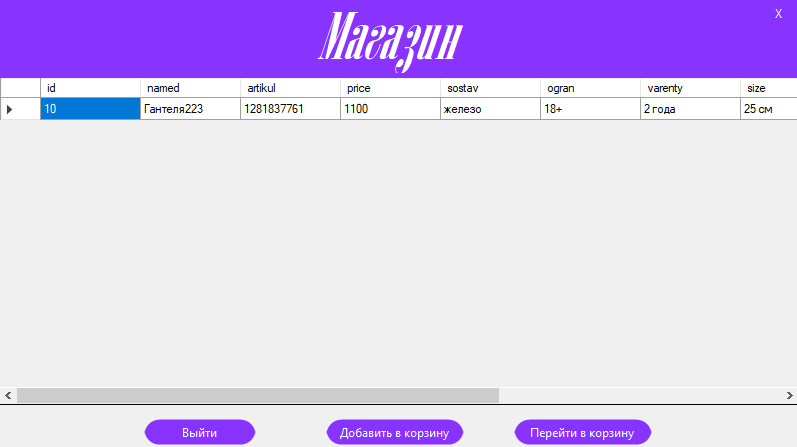 Магазин
X
id named artikul price sostav ogran varenty size
10 Гантеля223 1281837761 1100 железо 18+ 2 года 25 см
Выйти Добавить в корзину Перейти в корзину